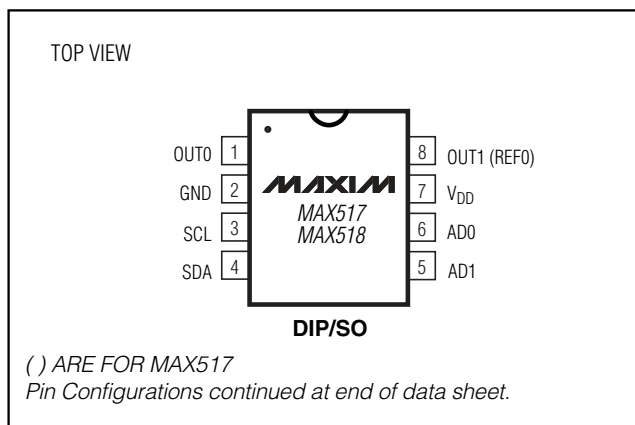 TOP VIEW
OUT0 1
GND 2
SCL 3
SDA 4
MAXIM
MAX517
MAX518
8 OUT1 (REF0)
7 VDD
6 AD0
5 AD1
DIP/SO
( ) ARE FOR MAX517
Pin Configurations continued at end of data sheet.